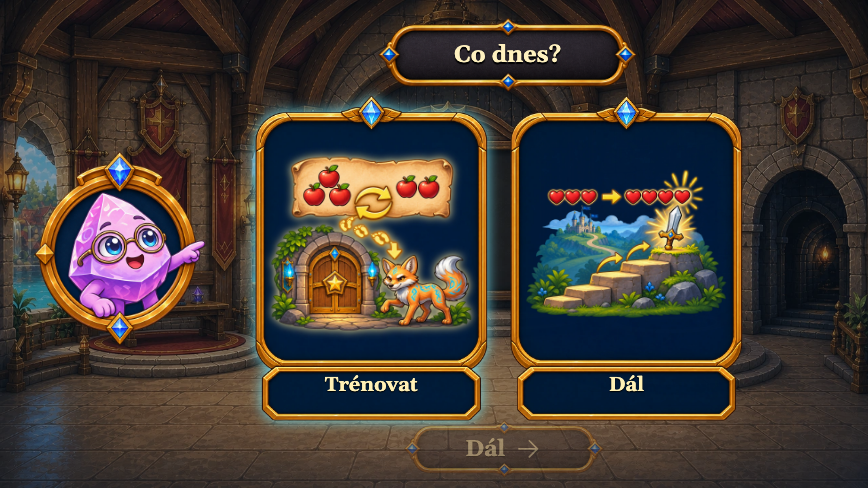 Co dnes?
Trénovat
Dál
Dál →